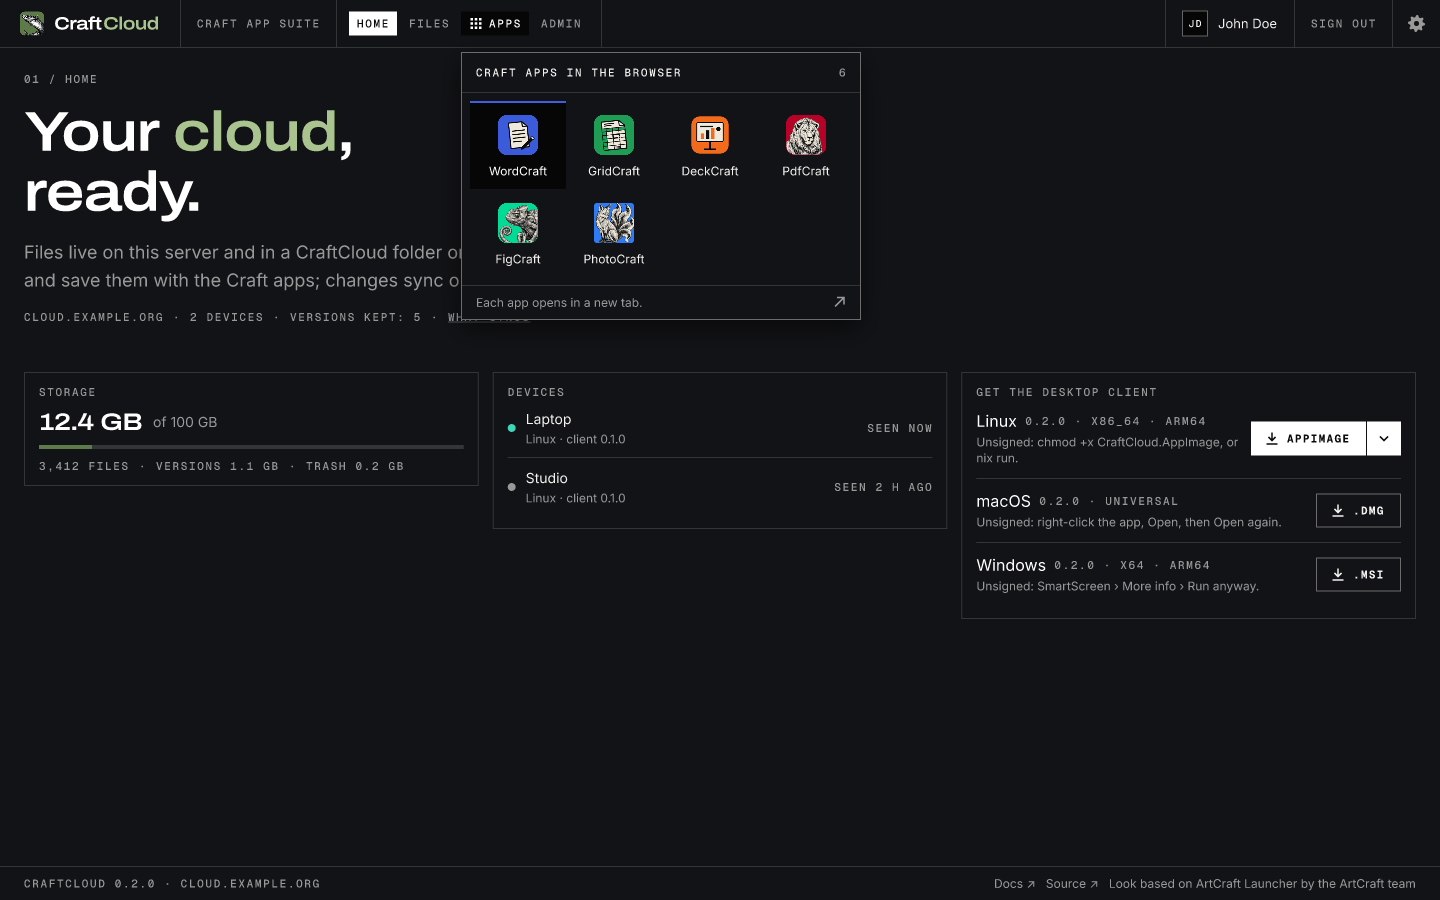 CraftCloud
CRAFT APP SUITE
HOME
FILES
APPS
ADMIN
JD
John Doe
SIGN OUT
01 / HOME
Your cloud,
ready.
Files live on this server and in a CraftCloud folder
and save them with the Craft apps; changes sync
CLOUD.EXAMPLE.ORG · 2 DEVICES · VERSIONS KEPT: 5 ·
CRAFT APPS IN THE BROWSER
6
WordCraft
GridCraft
DeckCraft
PdfCraft
FigCraft
PhotoCraft
Each app opens in a new tab.
STORAGE
12.4 GB of 100 GB
3,412 FILES · VERSIONS 1.1 GB · TRASH 0.2 GB
DEVICES
Laptop
Linux · client 0.1.0
SEEN NOW
Studio
Linux · client 0.1.0
SEEN 2 H AGO
GET THE DESKTOP CLIENT
Linux 0.2.0 · X86_64 · ARM64
Unsigned: chmod +x CraftCloud.AppImage, or
nix run.
APPIMAGE
macOS 0.2.0 · UNIVERSAL
Unsigned: right-click the app, Open, then Open again.
.DMG
Windows 0.2.0 · X64 · ARM64
Unsigned: SmartScreen › More info › Run anyway.
.MSI
CRAFTCLOUD 0.2.0 · CLOUD.EXAMPLE.ORG
Docs ↗ Source ↗ Look based on ArtCraft Launcher by the ArtCraft team